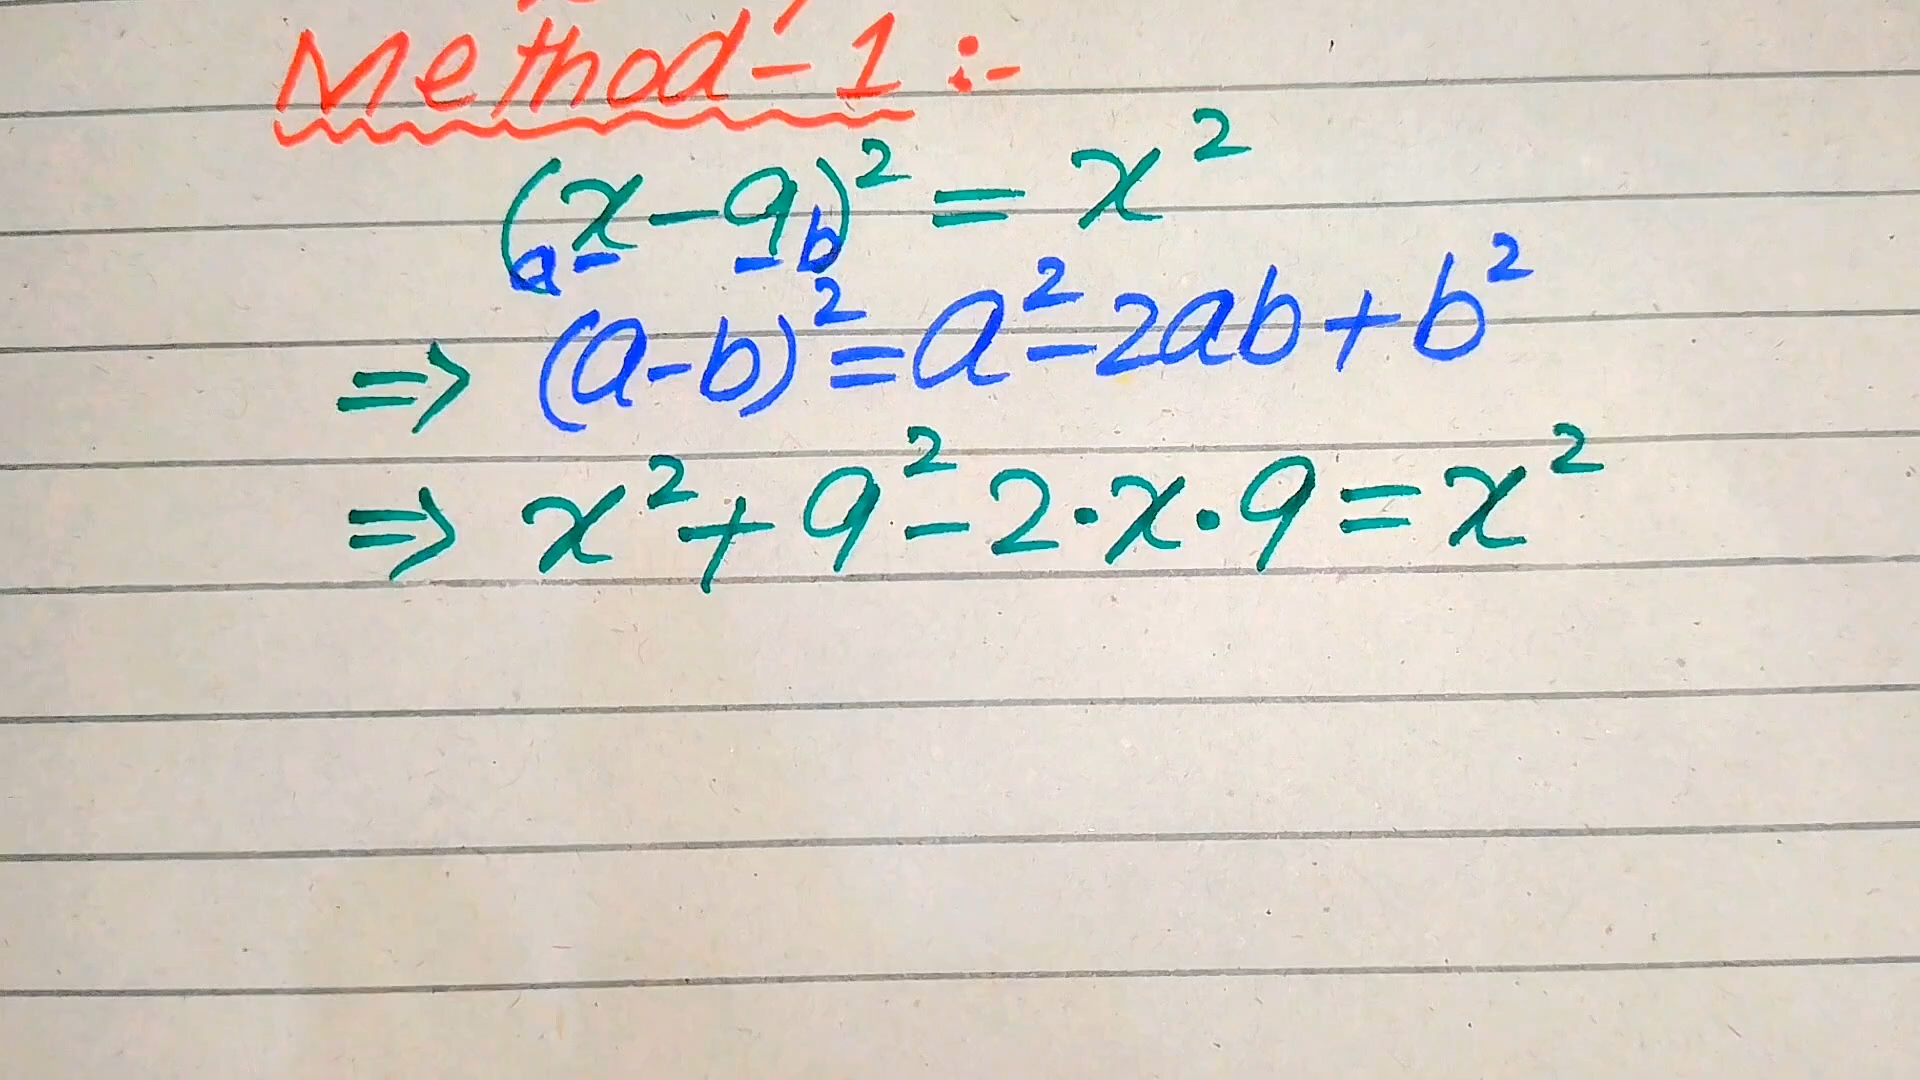 Method-1 :-
(x-9)² = x²
a b
=> (a-b)² = a² - 2ab + b²
=> x² + 9² - 2·x·9 = x²